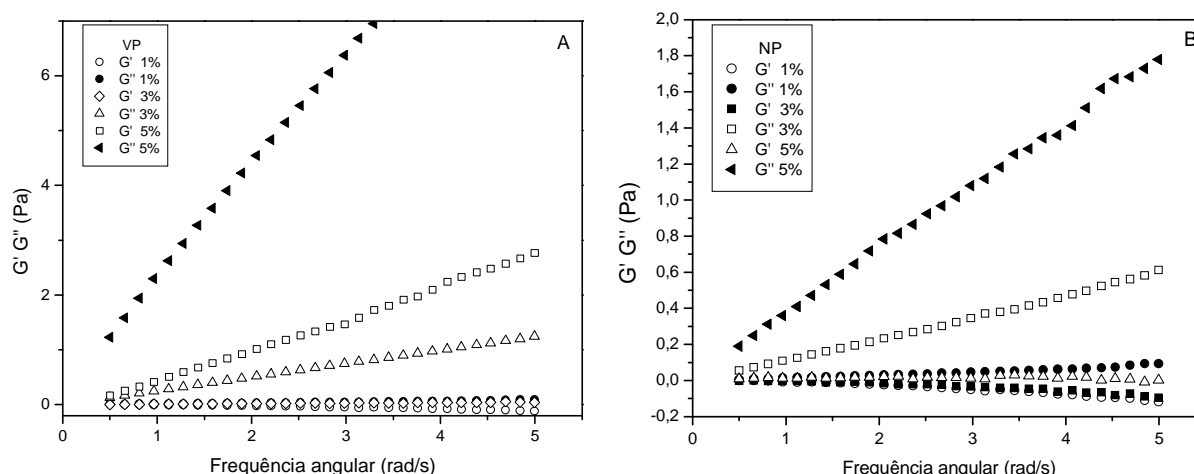 A
VP
G' 1%
G'' 1%
G' 3%
G'' 3%
G' 5%
G'' 5%
G' G'' (Pa)
6
4
2
0
0 1 2 3 4 5
Frequência angular (rad/s)
B
NP
G' 1%
G'' 1%
G' 3%
G'' 3%
G' 5%
G'' 5%
G' G'' (Pa)
2,0
1,8
1,6
1,4
1,2
1,0
0,8
0,6
0,4
0,2
0,0
-0,2
0 1 2 3 4 5
Frequência angular (rad/s)